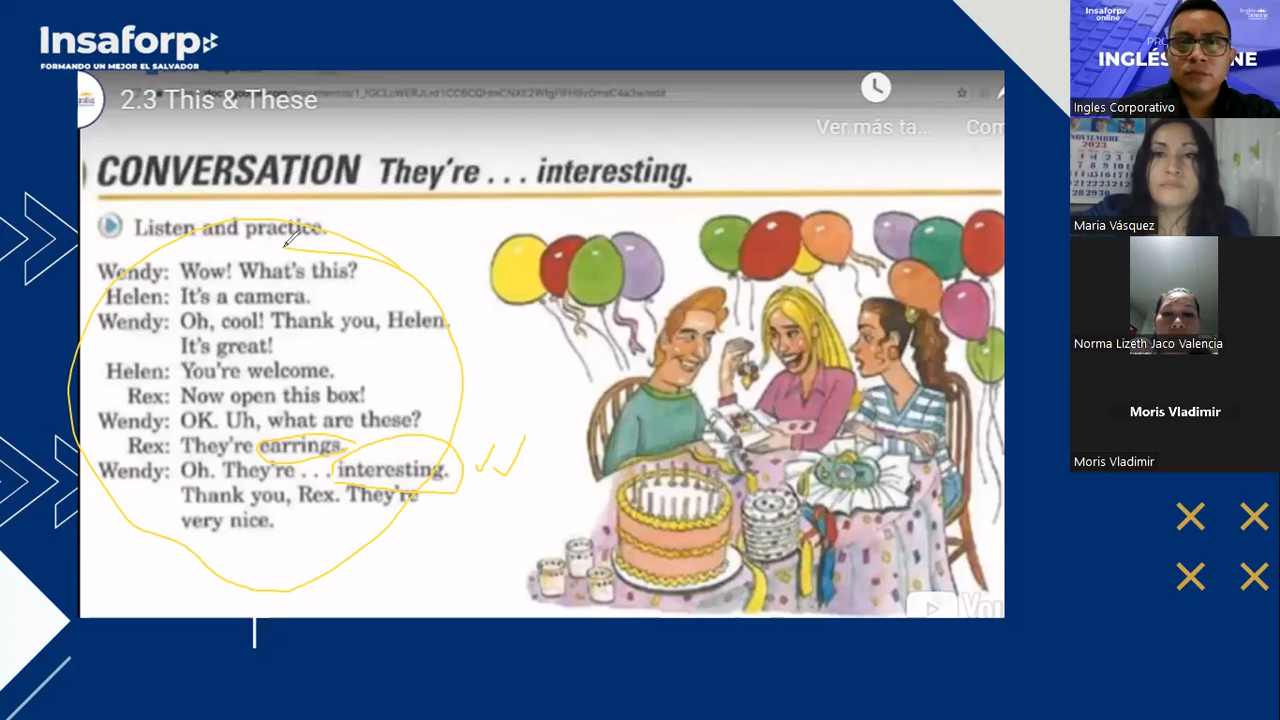 Insaforp
FORMANDO UN MEJOR EL SALVADOR
2.3 This & These
Ver más ta...
CONVERSATION They're . . . interesting.
Listen and practice.
Wendy: Wow! What's this?
Helen: It's a camera.
Wendy: Oh, cool! Thank you, Helen.
It's great!
Helen: You're welcome.
Rex: Now open this box!
Wendy: OK. Uh, what are these?
Rex: They're earrings.
Wendy: Oh. They're . . . interesting.
Thank you, Rex. They're
very nice.
Insaforp
online
Ingles Corporativo
NOVIEMBRE
2023
Maria Vásquez
Norma Lizeth Jaco Valencia
Moris Vladimir
Moris Vladimir